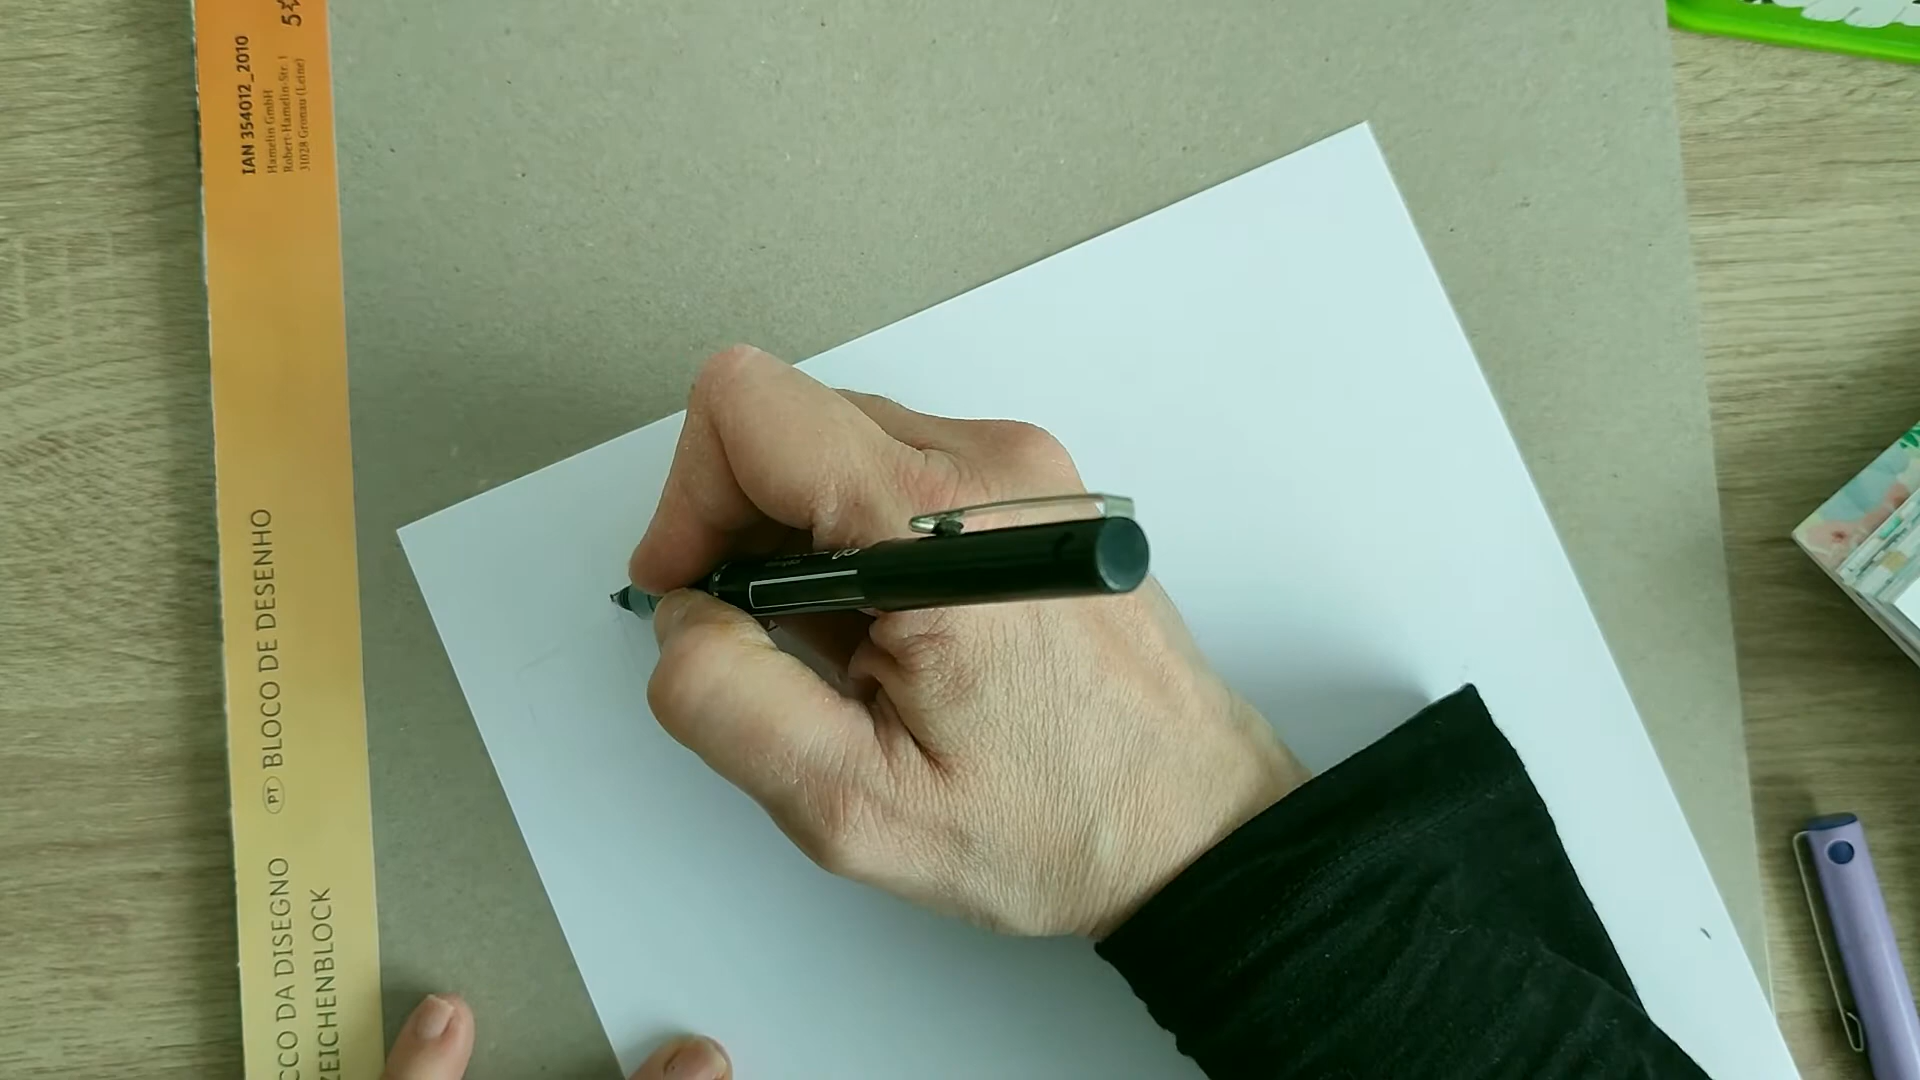 IAN 354012_2010
Hamelin GmbH
Robert-Hamelin-Str. 1
31028 Gronau (Leine)
5
PT BLOCO DE DESENHO
CCO DA DISEGNO
ZEICHENBLOCK